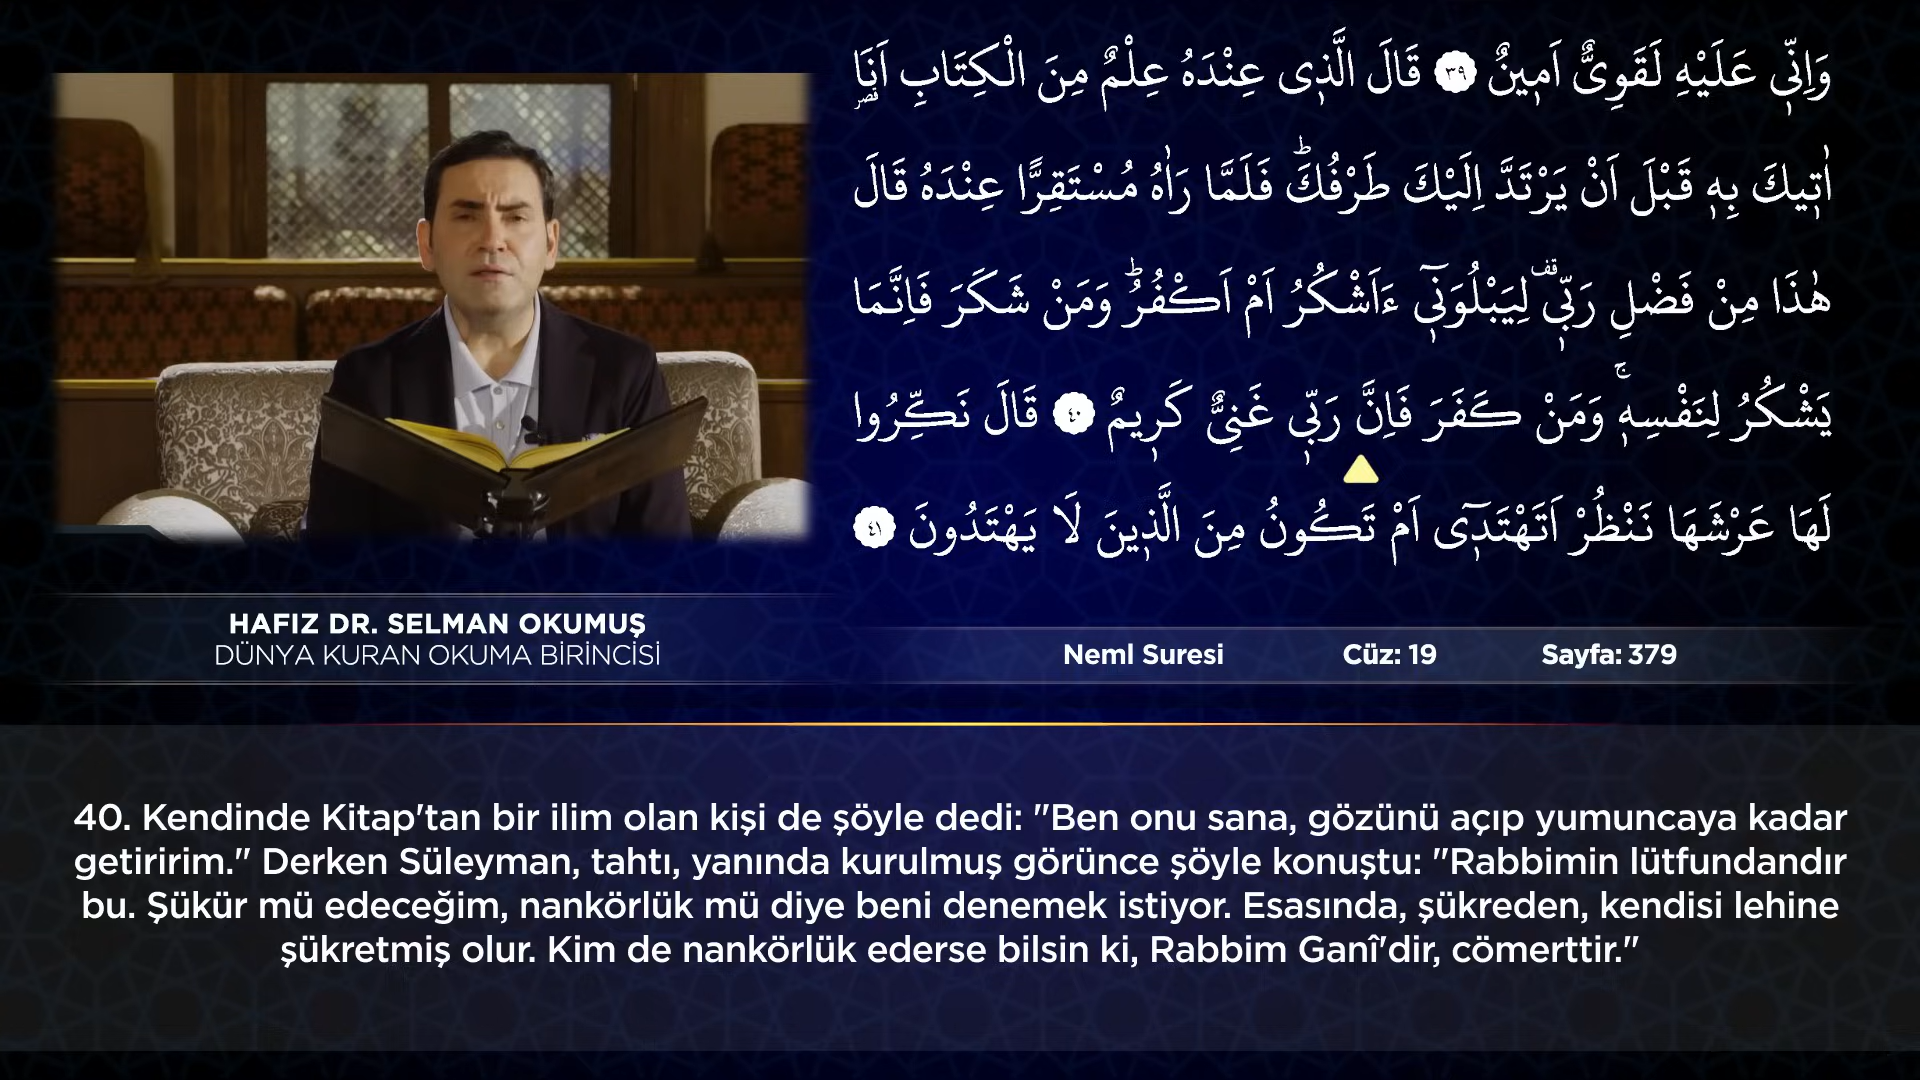 وَاِنّ۪ي عَلَيْهِ لَقَوِيٌّ اَم۪ينٌ ﴿٣٩﴾ قَالَ الَّذ۪ي عِنْدَهُ عِلْمٌ مِنَ الْكِتَابِ اَنَا۬
اٰت۪يكَ بِه۪ قَبْلَ اَنْ يَرْتَدَّ اِلَيْكَ طَرْفُكَۜ فَلَمَّا رَاٰهُ مُسْتَقِرًّا عِنْدَهُ قَالَ
هٰذَا مِنْ فَضْلِ رَبّ۪ي۠ لِيَبْلُوَن۪ٓي ءَاَشْكُرُ اَمْ اَكْفُرُۜ وَمَنْ شَكَرَ فَاِنَّمَا
يَشْكُرُ لِنَفْسِه۪ۚ وَمَنْ كَفَرَ فَاِنَّ رَبّ۪ي غَنِيٌّ كَر۪يمٌ ﴿٤٠﴾ قَالَ نَكِّرُوا
لَهَا عَرْشَهَا نَنْظُرْ اَتَهْتَد۪ٓي اَمْ تَكُونُ مِنَ الَّذ۪ينَ لَا يَهْتَدُونَ ﴿٤١﴾
HAFIZ DR. SELMAN OKUMUŞ
DÜNYA KURAN OKUMA BİRİNCİSİ
Neml Suresi Cüz: 19 Sayfa: 379
40. Kendinde Kitap'tan bir ilim olan kişi de şöyle dedi: "Ben onu sana, gözünü açıp yumuncaya kadar
getiririm." Derken Süleyman, tahtı, yanında kurulmuş görünce şöyle konuştu: "Rabbimin lütfundandır
bu. Şükür mü edeceğim, nankörlük mü diye beni denemek istiyor. Esasında, şükreden, kendisi lehine
şükretmiş olur. Kim de nankörlük ederse bilsin ki, Rabbim Ganî'dir, cömerttir."